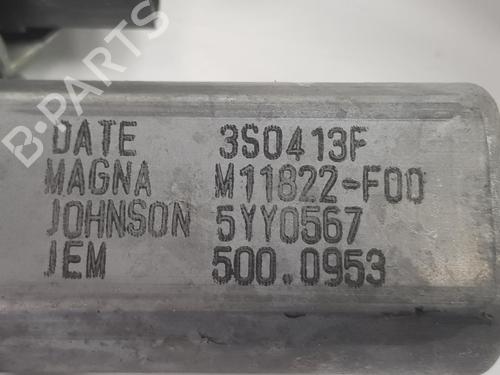 DATE 3S0413F
MAGNA M11822-F00
JOHNSON 5YY0567
JEM 500.0953
B-PARTS